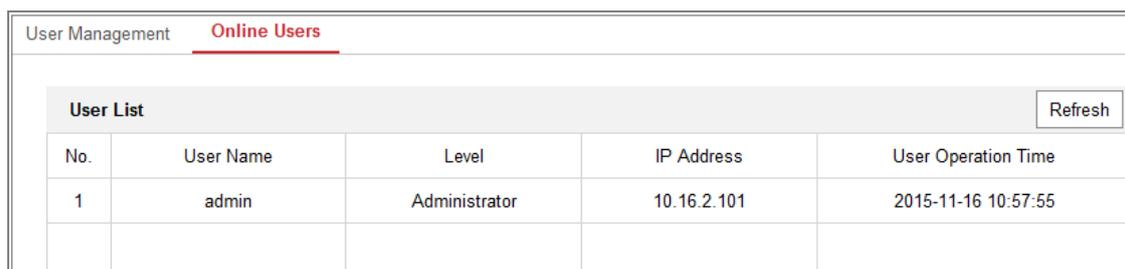 User Management Online Users
User List Refresh
No. User Name Level IP Address User Operation Time
1 admin Administrator 10.16.2.101 2015-11-16 10:57:55